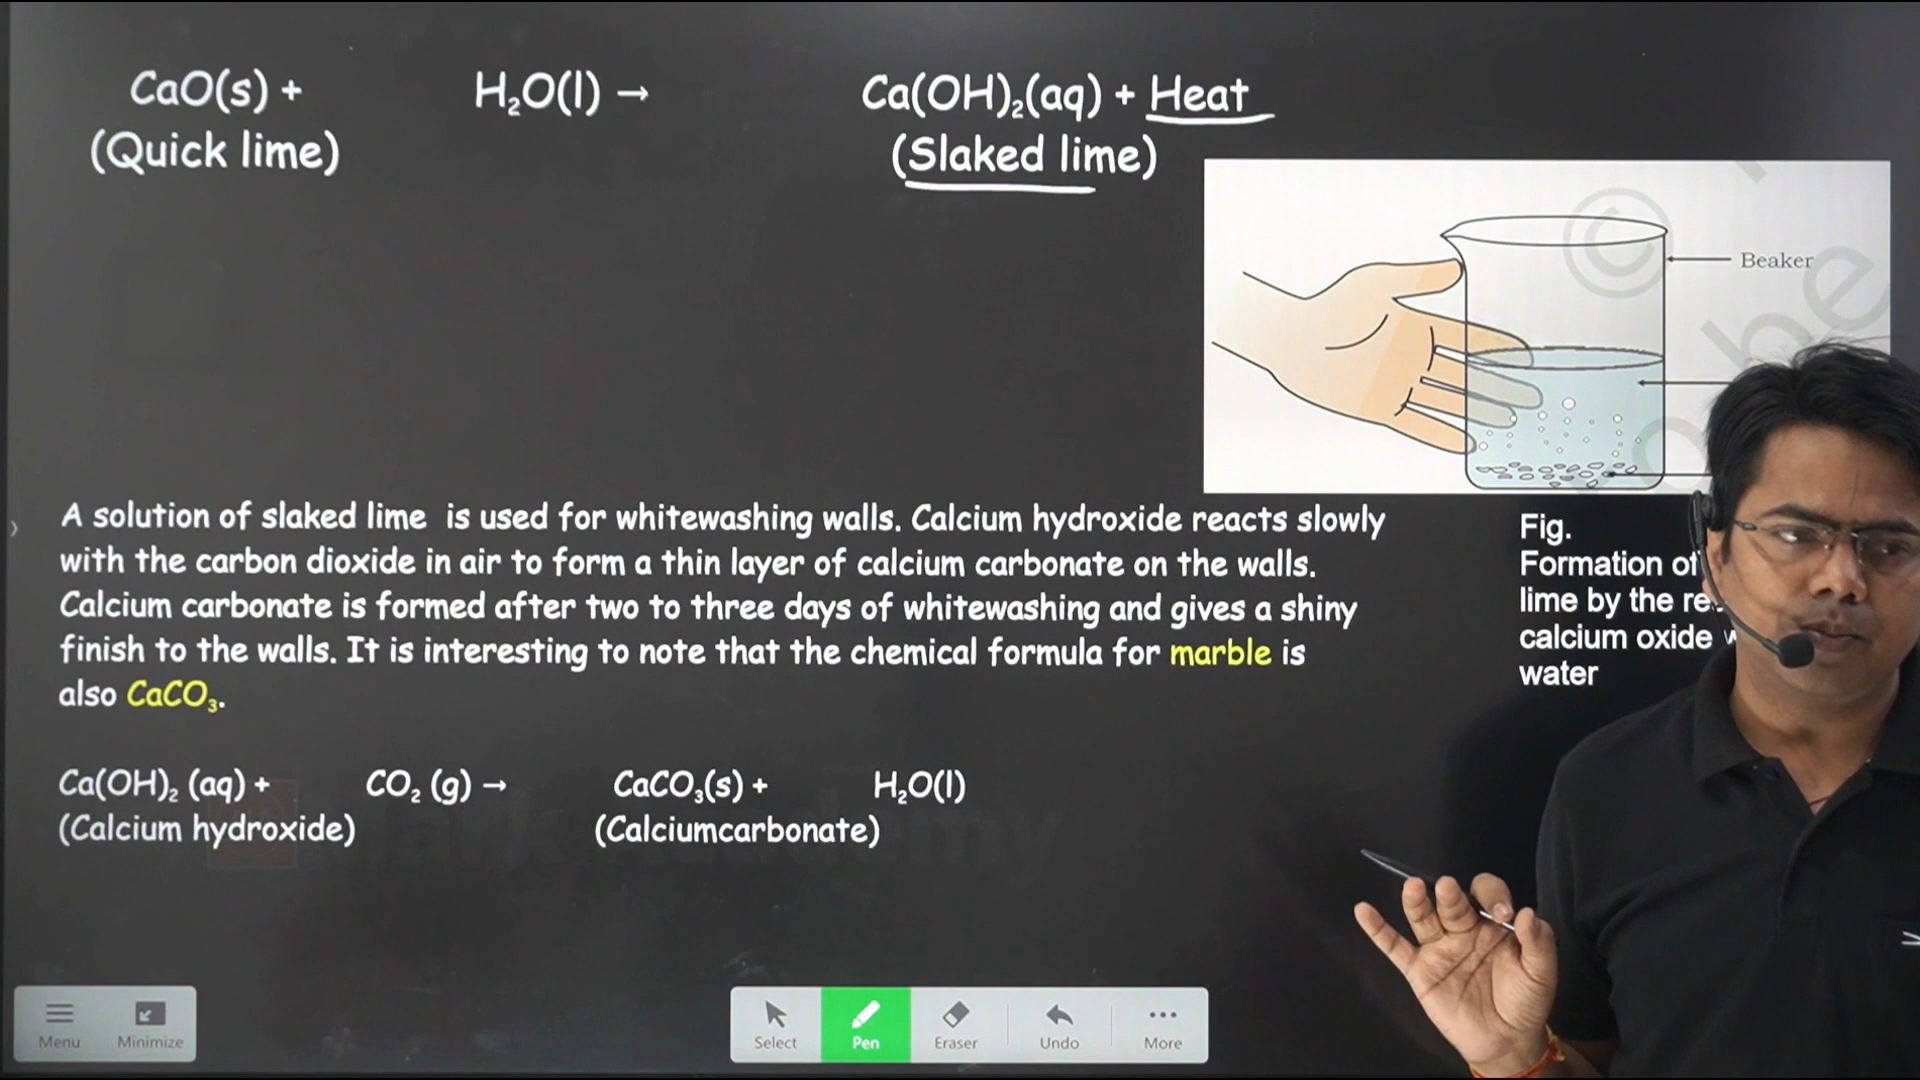 CaO(s) +
H₂O(l) →
Ca(OH)₂(aq) + Heat
(Quick lime)
(Slaked lime)
Beaker
A solution of slaked lime is used for whitewashing walls. Calcium hydroxide reacts slowly
with the carbon dioxide in air to form a thin layer of calcium carbonate on the walls.
Calcium carbonate is formed after two to three days of whitewashing and gives a shiny
finish to the walls. It is interesting to note that the chemical formula for marble is
also CaCO₃.
Fig.
Formation of
lime by the
calcium oxide
water
Ca(OH)₂ (aq) +
CO₂ (g) →
CaCO₃(s) +
H₂O(l)
(Calcium hydroxide)
(Calciumcarbonate)
Menu
Minimize
Select
Pen
Eraser
Undo
More